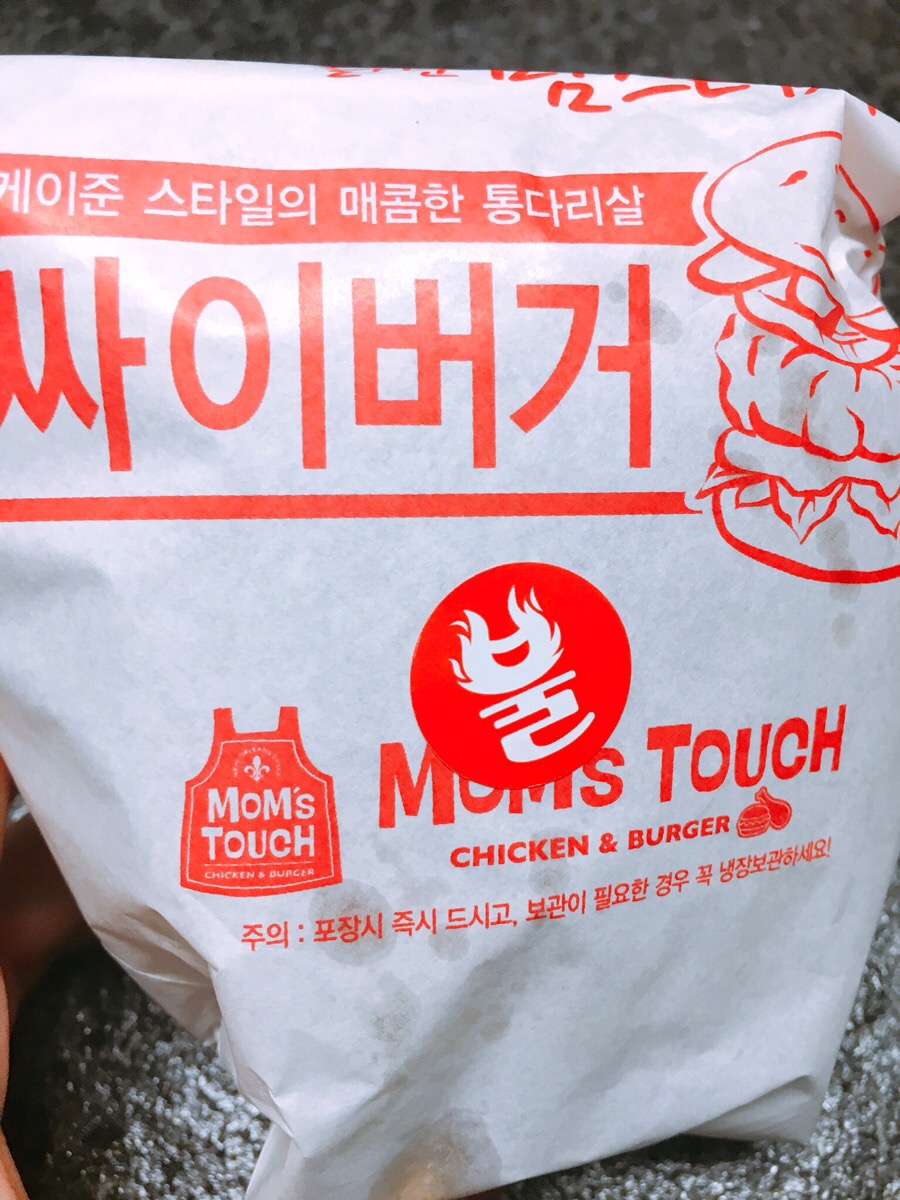 케이준 스타일의 매콤한 통다리살
싸이버거
불
MOM'S TOUCH
CHICKEN & BURGER
MOM'S TOUCH
CHICKEN & BURGER
주의 : 포장시 즉시 드시고, 보관이 필요한 경우 꼭 냉장보관하세요!